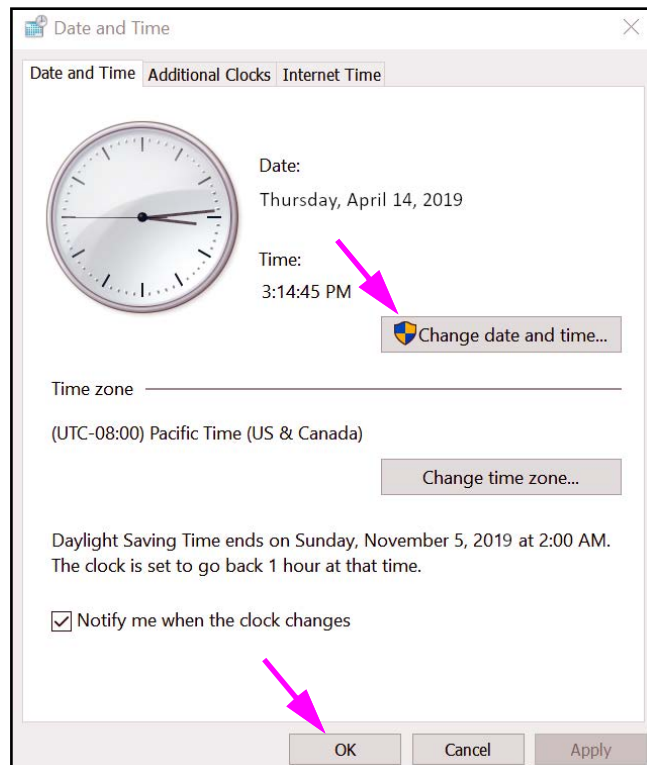 Date and Time
Date and Time Additional Clocks Internet Time
Date:
Thursday, April 14, 2019
Time:
3:14:45 PM
Change date and time...
Time zone
(UTC-08:00) Pacific Time (US & Canada)
Change time zone...
Daylight Saving Time ends on Sunday, November 5, 2019 at 2:00 AM.
The clock is set to go back 1 hour at that time.
Notify me when the clock changes
OK Cancel Apply